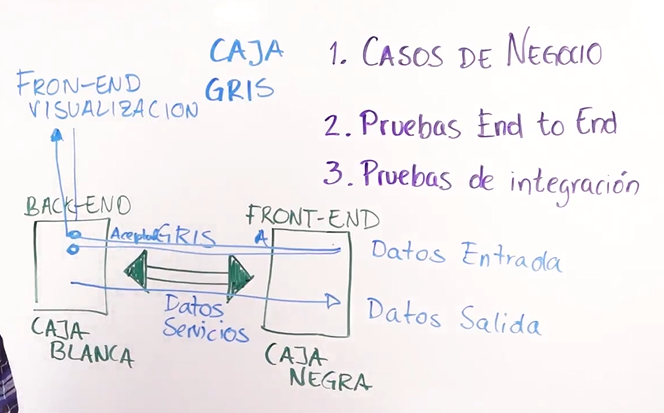 CAJA
GRIS
1. CASOS DE NEGOCIO
2. Pruebas End to End
3. Pruebas de integración
FRON-END
VISUALIZACION
BACK-END
FRONT-END
GRIS
A
Datos Entrada
Datos
Servicios
Datos Salida
CAJA
BLANCA
CAJA
NEGRA